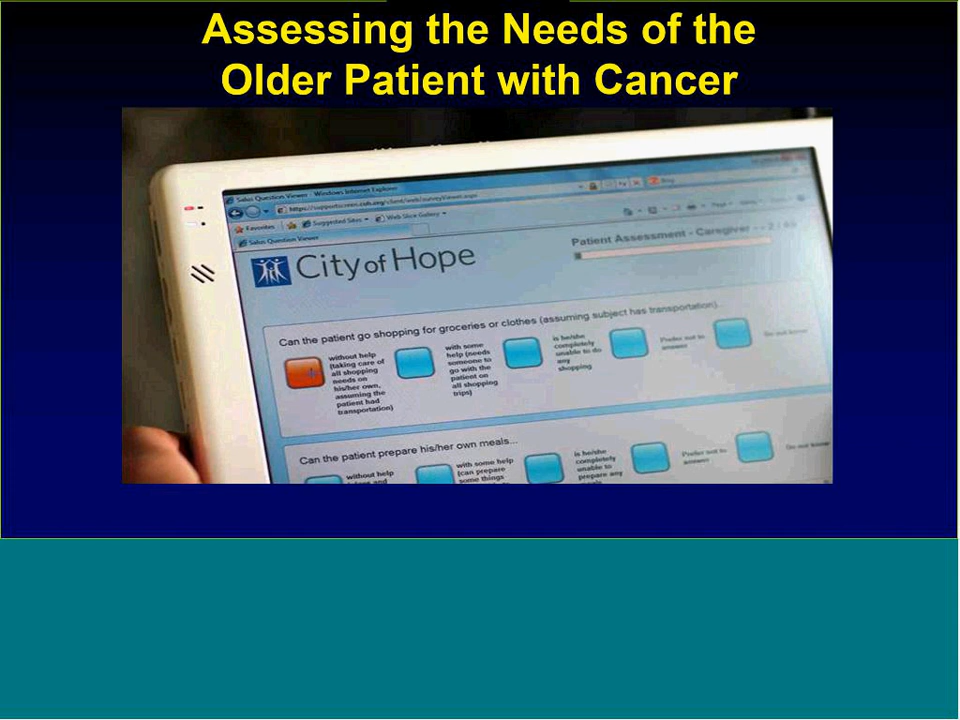 Assessing the Needs of the
Older Patient with Cancer
Salus Question Viewer - Windows Internet Explorer
https://supportscreen.coh.org/client/web/surveyViewer.aspx
Bing
Favorites
Suggested Sites
Web Slice Gallery
Salus Question Viewer
Page
City of Hope
Patient Assessment - Caregiver
Can the patient go shopping for groceries or clothes (assuming subject has transportation).
without help
(taking care of
all shopping
needs on
his/her own,
assuming the
patient had
transportation)
with some
help (needs
someone to
go with the
patient on
all shopping
trips)
is he/she
completely
unable to do
any
shopping
Prefer not to
answer
Do not know
Can the patient prepare his/her own meals...
without help
with some help
(can prepare
some things
is he/she
completely
unable to
prepare any
meals
Prefer not to
answer
Do not know